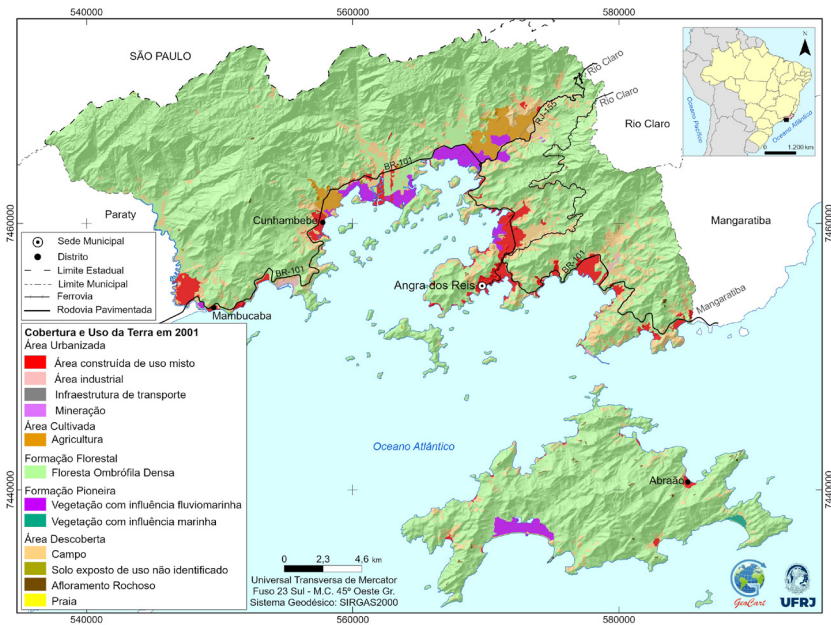 540000
560000
580000
SÃO PAULO
Rio Claro
Rio Claro
RJ-155
Rio Claro
N
Oceano Pacífico
Oceano Atlântico
0 1.200 km
BR-101
Paraty
Cunhambebe
Mangaratiba
7460000
7460000
Sede Municipal
Distrito
Limite Estadual
Limite Municipal
Ferrovia
Rodovia Pavimentada
BR-101
BR-101
Angra dos Reis
Mambucaba
Mangaratiba
Cobertura e Uso da Terra em 2001
Área Urbanizada
Área construída de uso misto
Área industrial
Infraestrutura de transporte
Mineração
Área Cultivada
Agricultura
Formação Florestal
Floresta Ombrófila Densa
Formação Pioneira
Vegetação com influência fluviomarinha
Vegetação com influência marinha
Área Descoberta
Campo
Solo exposto de uso não identificado
Afloramento Rochoso
Praia
Oceano Atlântico
Abraão
7440000
7440000
0 2,3 4,6 km
Universal Transversa de Mercator
Fuso 23 Sul - M.C. 45º Oeste Gr.
Sistema Geodésico: SIRGAS2000
GeoCart
UFRJ
540000
560000
580000